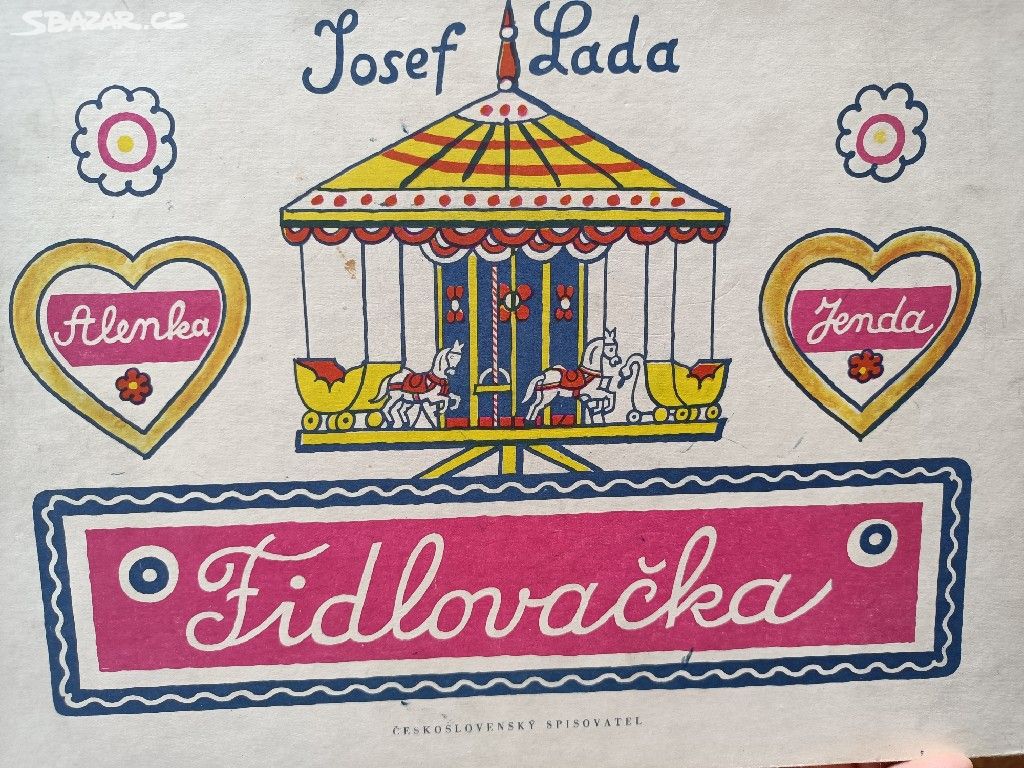 SBAZAR.CZ
Josef Lada
Alenka
Jenda
Fidlovačka
ČESKOSLOVENSKÝ SPISOVATEL